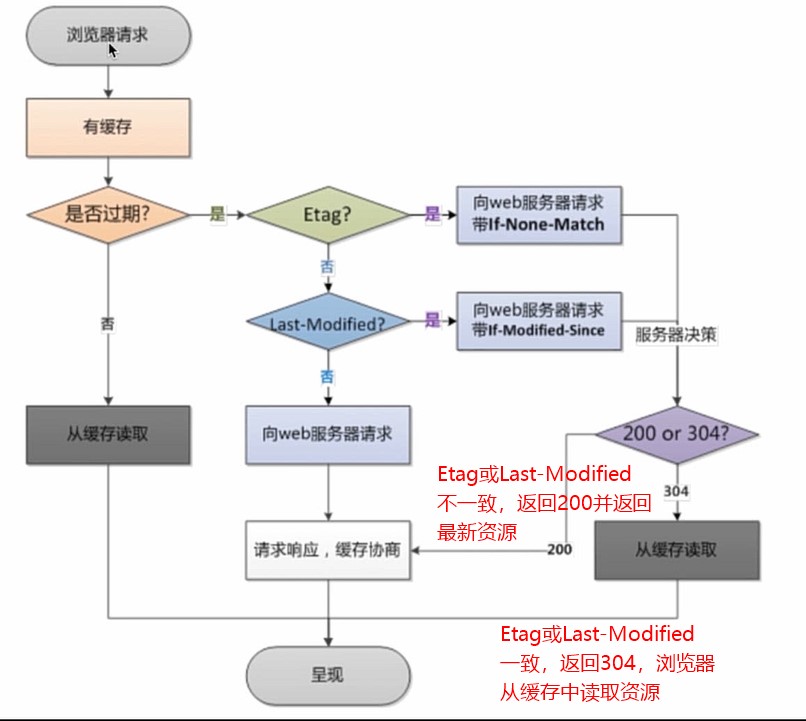 浏览器请求
有缓存
是否过期?
是
Etag?
是
向web服务器请求
带If-None-Match
否
否
Last-Modified?
是
向web服务器请求
带If-Modified-Since
服务器决策
否
从缓存读取
向web服务器请求
200 or 304?
Etag或Last-Modified
不一致，返回200并返回
最新资源
304
请求响应，缓存协商
200
从缓存读取
Etag或Last-Modified
一致，返回304，浏览器
从缓存中读取资源
呈现